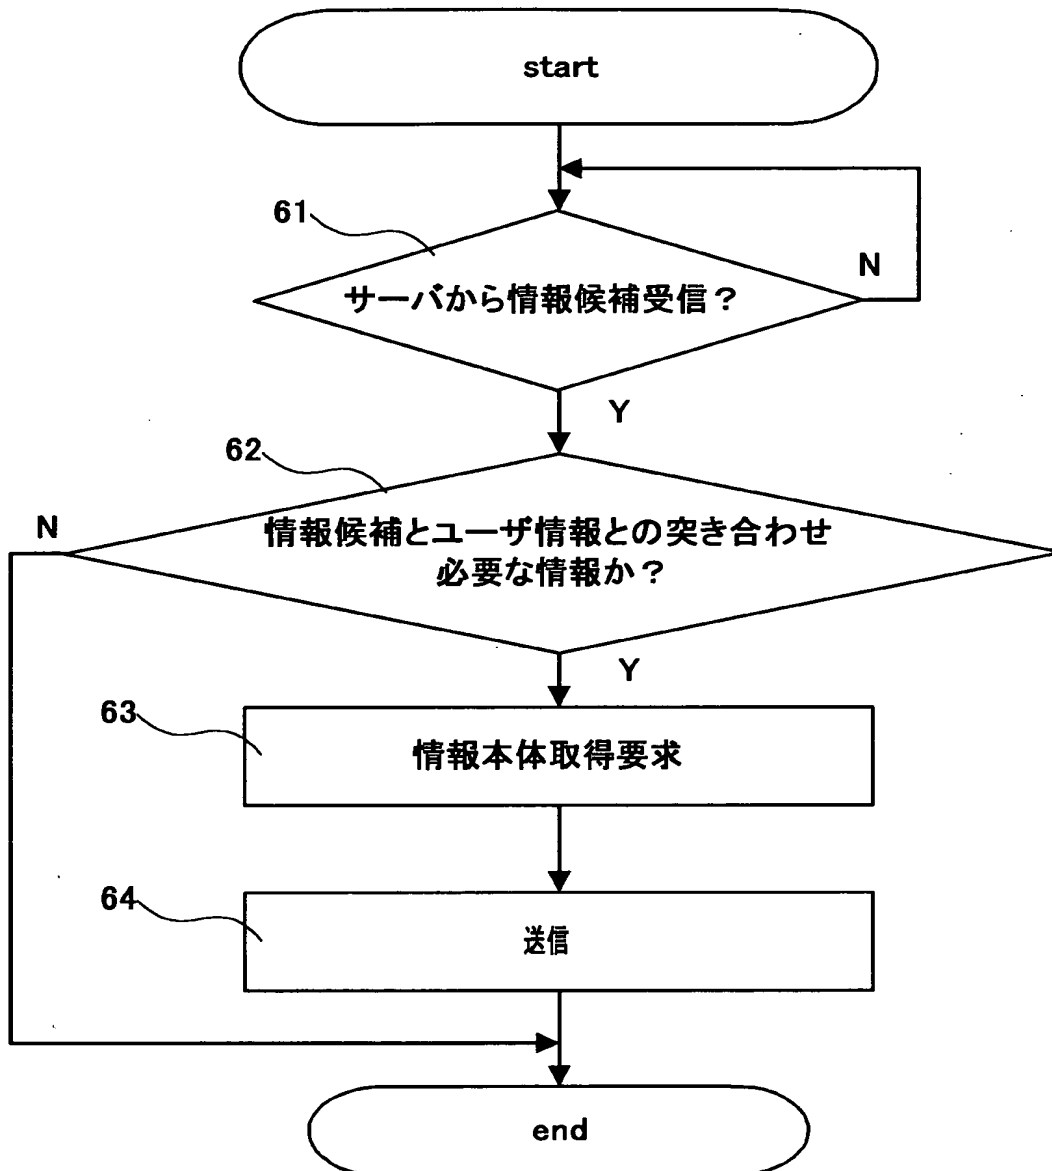 start
61
サーバから情報候補受信？
N
Y
62
N
情報候補とユーザ情報との突き合わせ
必要な情報か？
Y
63
情報本体取得要求
64
送信
end